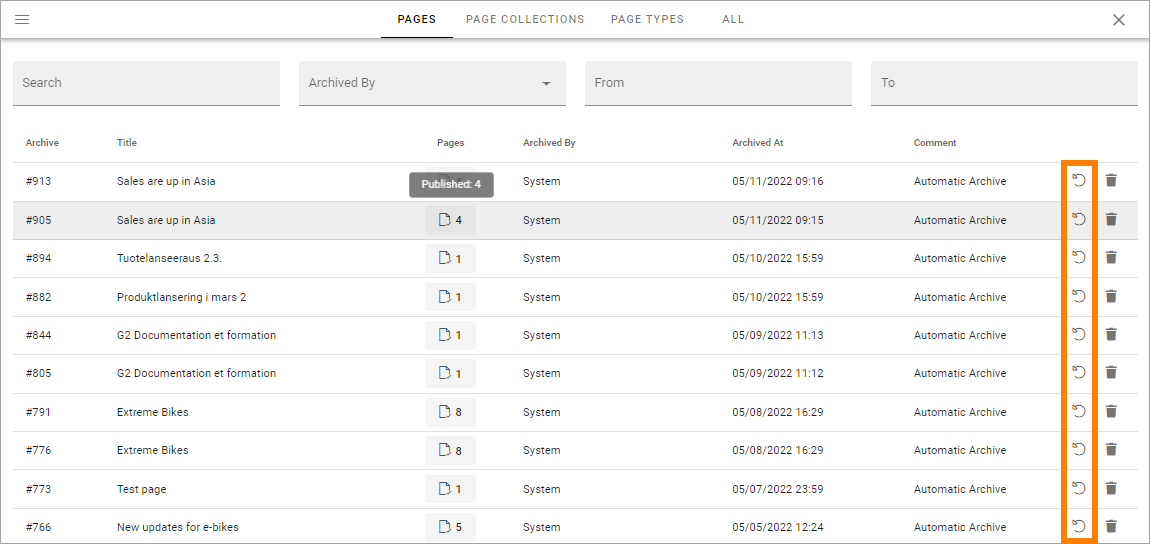 PAGES PAGE COLLECTIONS PAGE TYPES ALL
Search Archived By From To
Archive Title Pages Archived By Archived At Comment
#913 Sales are up in Asia System 05/11/2022 09:16 Automatic Archive
Published: 4
#905 Sales are up in Asia 4 System 05/11/2022 09:15 Automatic Archive
#894 Tuotelanseeraus 2.3. 1 System 05/10/2022 15:59 Automatic Archive
#882 Produktlansering i mars 2 1 System 05/10/2022 15:59 Automatic Archive
#844 G2 Documentation et formation 1 System 05/09/2022 11:13 Automatic Archive
#805 G2 Documentation et formation 1 System 05/09/2022 11:12 Automatic Archive
#791 Extreme Bikes 8 System 05/08/2022 16:29 Automatic Archive
#776 Extreme Bikes 8 System 05/08/2022 16:29 Automatic Archive
#773 Test page 1 System 05/07/2022 23:59 Automatic Archive
#766 New updates for e-bikes 5 System 05/05/2022 12:24 Automatic Archive